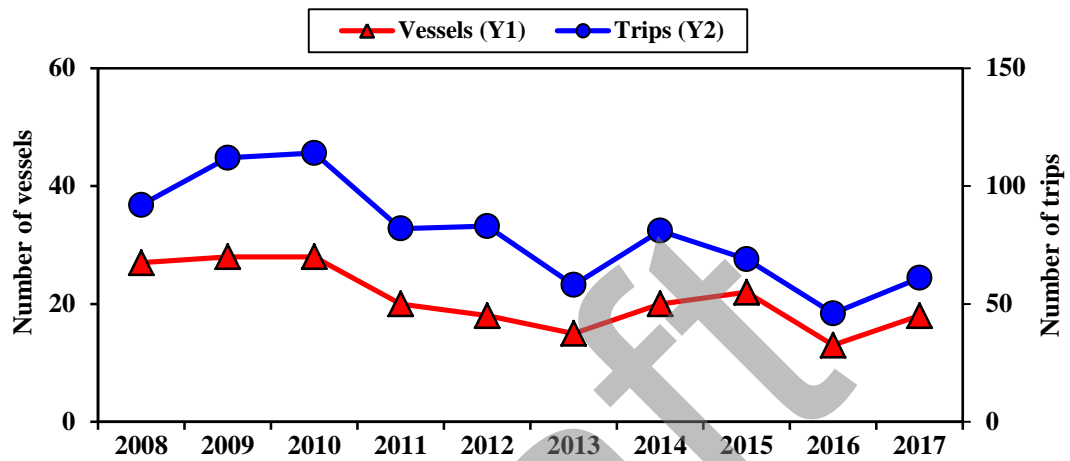 Vessels (Y1) Trips (Y2)
60 150
40 100
20 50
0 0
Number of vessels
Number of trips
2008 2009 2010 2011 2012 2013 2014 2015 2016 2017
ft